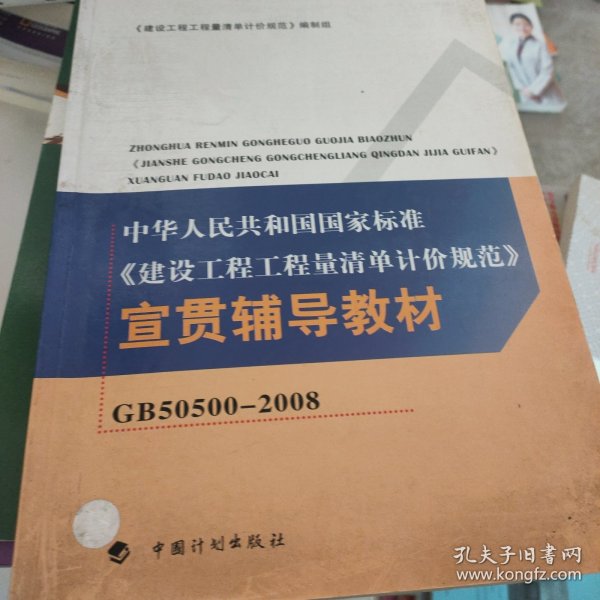 《建设工程工程量清单计价规范》编制组
ZHONGHUA RENMIN GONGHEGUO GUOJIA BIAOZHUN
《JIANSHE GONGCHENG GONGCHENGLIANG QINGDAN JIJIA GUIFAN》
XUANGUAN FUDAO JIAOCAI
中华人民共和国国家标准
《建设工程工程量清单计价规范》
宣贯辅导教材
GB50500-2008
中国计划出版社
孔夫子旧书网
www.kongfz.com